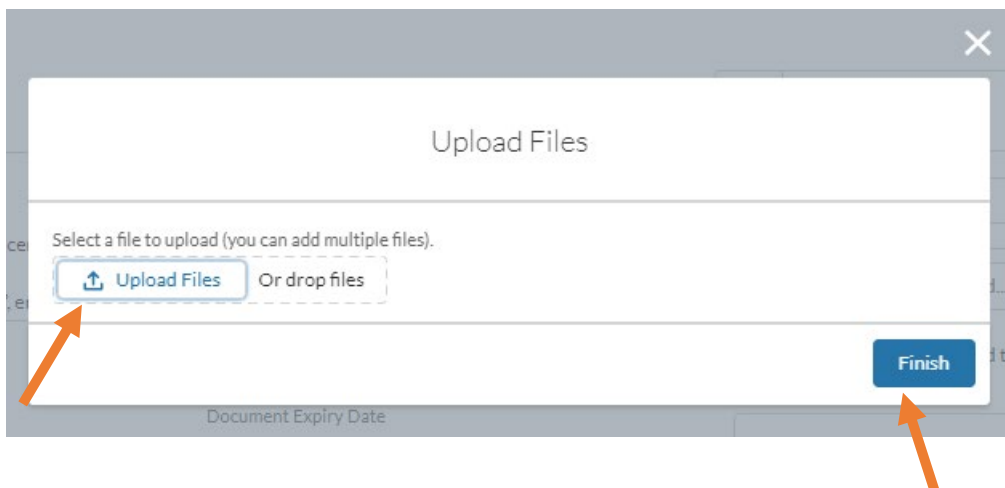 Upload Files
Select a file to upload (you can add multiple files).
Upload Files Or drop files
Finish
Document Expiry Date